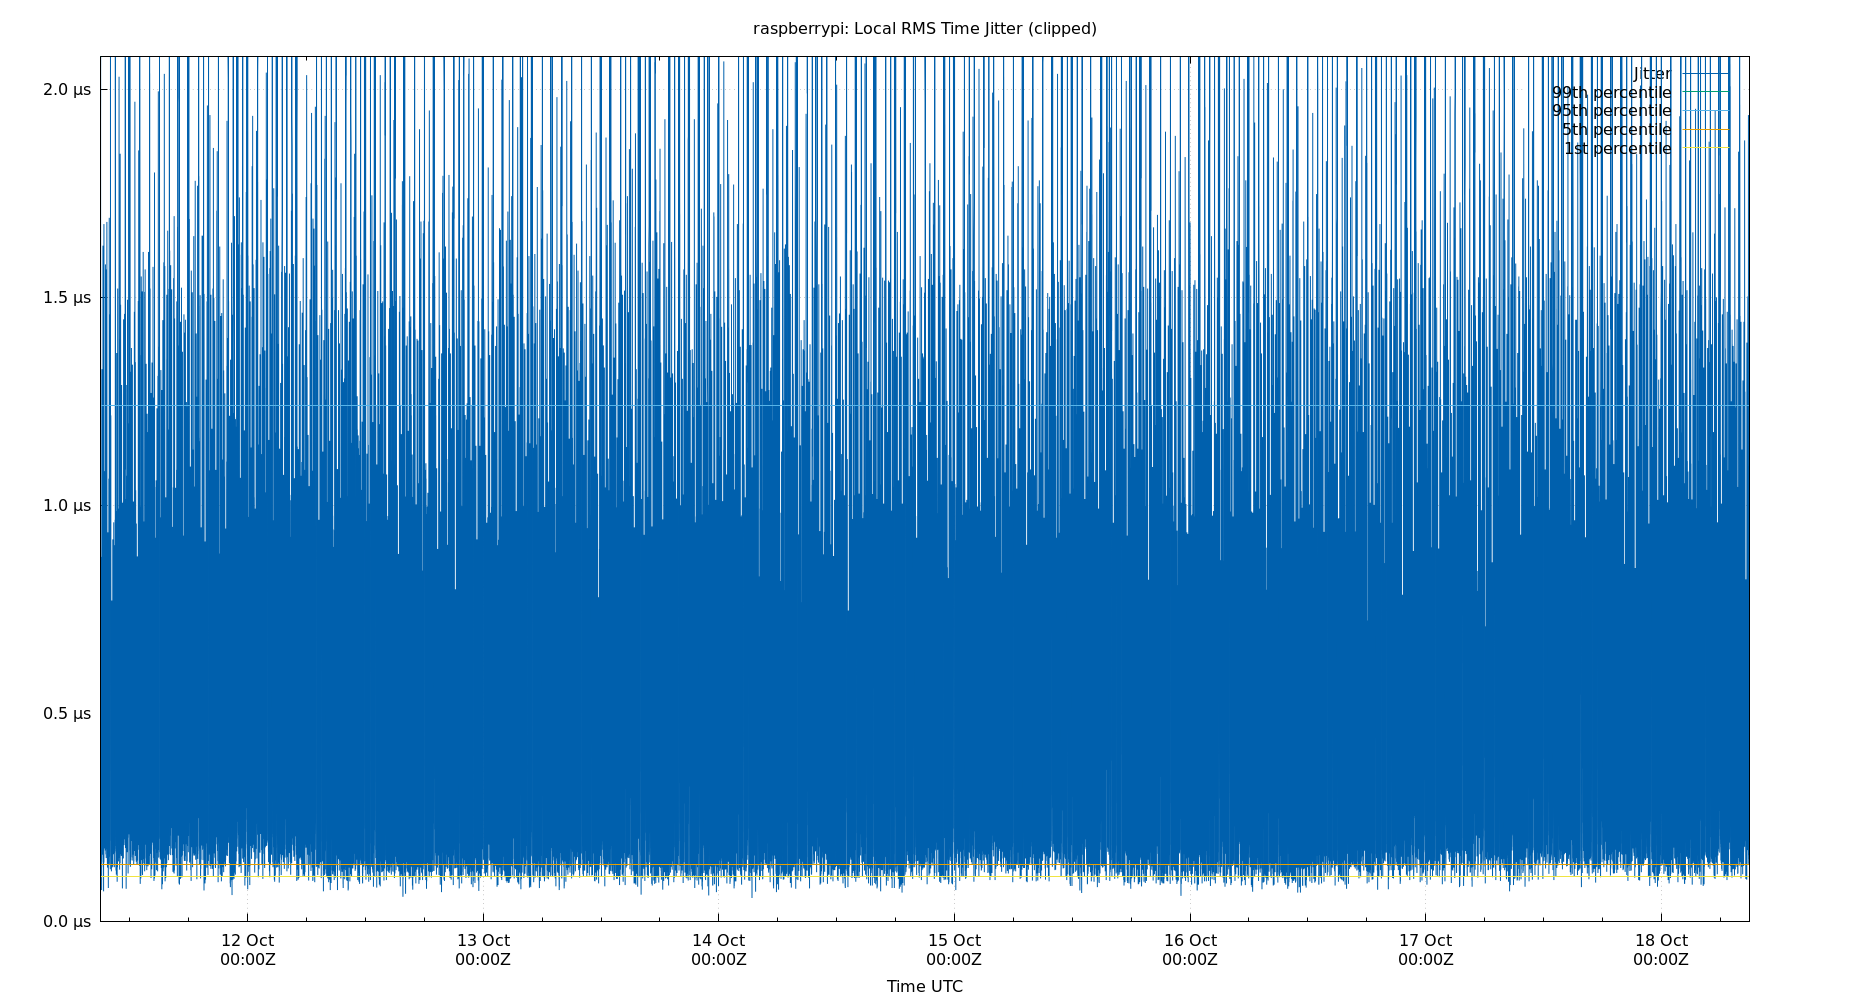 raspberrypi: Local RMS Time Jitter (clipped)
Jitter
99th percentile
95th percentile
5th percentile
1st percentile
2.0 μs
1.5 μs
1.0 μs
0.5 μs
0.0 μs
12 Oct 13 Oct 14 Oct 15 Oct 16 Oct 17 Oct 18 Oct
00:00Z 00:00Z 00:00Z 00:00Z 00:00Z 00:00Z 00:00Z
Time UTC